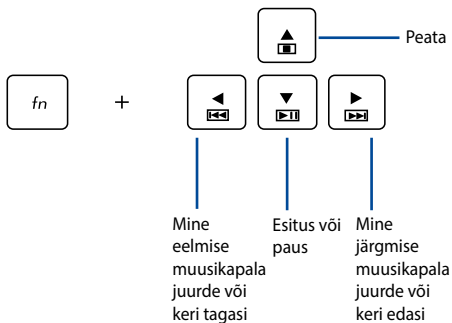 Peata
fn +
Mine
eelmise
muusikapala
juurde või
keri tagasi
Esitus või
paus
Mine
järgmise
muusikapala
juurde või
keri edasi